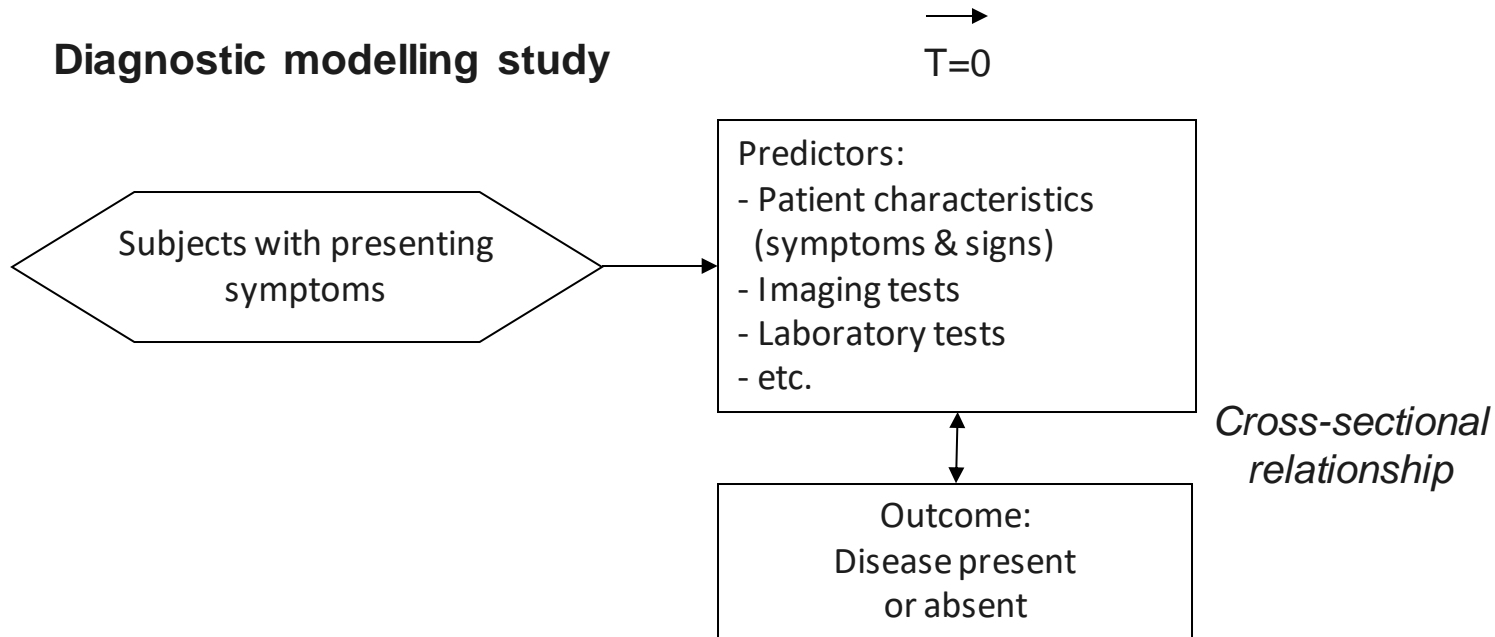 Diagnostic modelling study
T=0
Subjects with presenting
symptoms
Predictors:
- Patient characteristics
(symptoms & signs)
- Imaging tests
- Laboratory tests
- etc.
Cross-sectional
relationship
Outcome:
Disease present
or absent